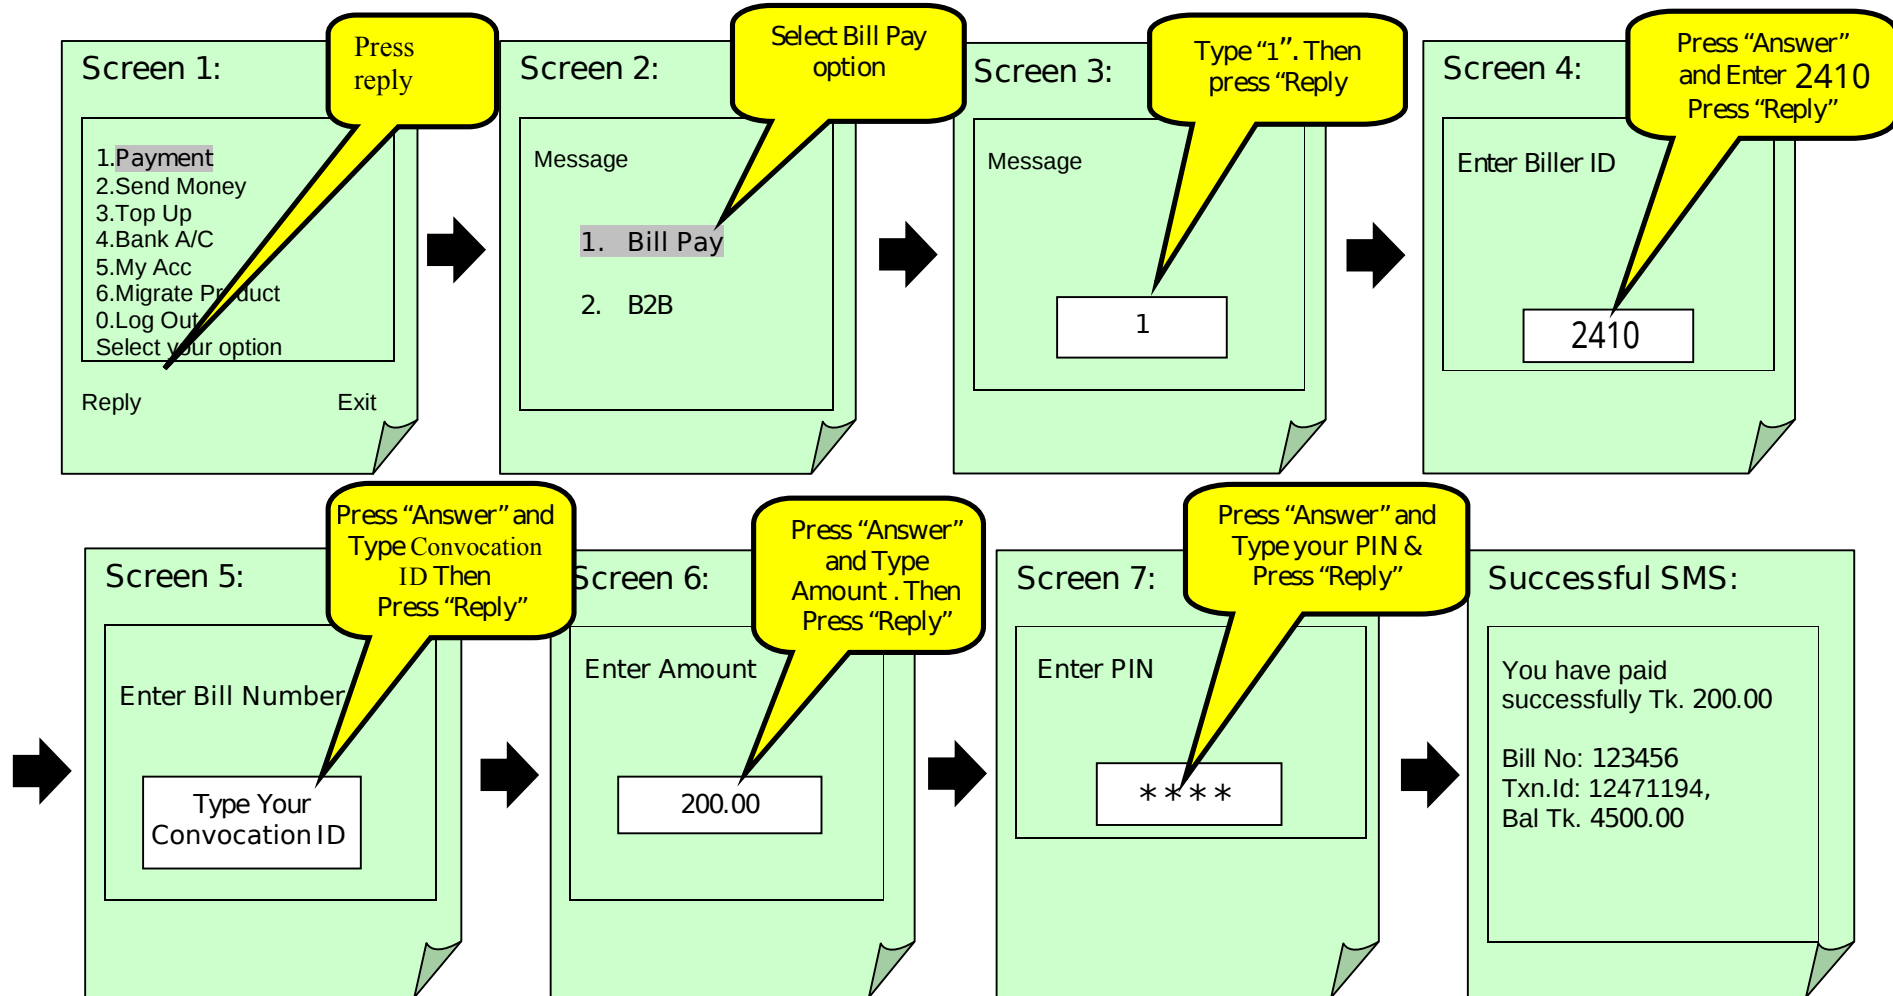 Screen 1:
Press
reply
1.Payment
2.Send Money
3.Top Up
4.Bank A/C
5.My Acc
6.Migrate Product
0.Log Out
Select your option
Reply Exit
Screen 2:
Select Bill Pay
option
Message
1. Bill Pay
2. B2B
Screen 3:
Type “1”. Then
press “Reply
Message
1
Screen 4:
Press “Answer”
and Enter 2410
Press “Reply”
Enter Biller ID
2410
Screen 5:
Press “Answer” and
Type Convocation
ID Then
Press “Reply”
Enter Bill Number
Type Your
Convocation ID
Screen 6:
Press “Answer”
and Type
Amount . Then
Press “Reply”
Enter Amount
200.00
Screen 7:
Press “Answer” and
Type your PIN &
Press “Reply”
Enter PIN
****
Successful SMS:
You have paid
successfully Tk. 200.00
Bill No: 123456
Txn.Id: 12471194,
Bal Tk. 4500.00